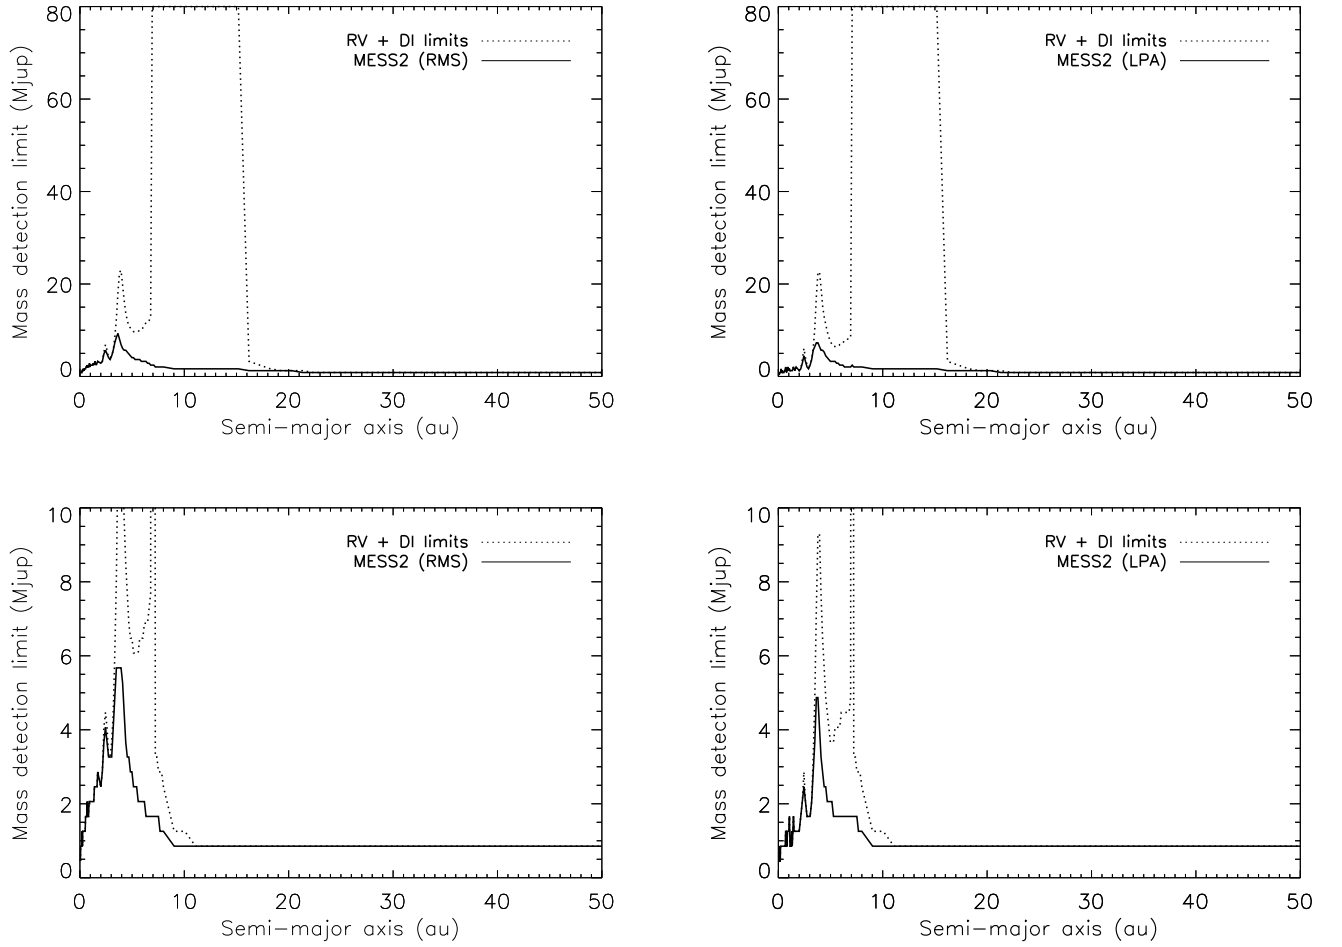 80
60
40
20
0
Mass detection limit (Mjup)
RV + DI limits
MESS2 (RMS)
0 10 20 30 40 50
Semi-major axis (au)
80
60
40
20
0
Mass detection limit (Mjup)
RV + DI limits
MESS2 (LPA)
0 10 20 30 40 50
Semi-major axis (au)
10
8
6
4
2
0
Mass detection limit (Mjup)
RV + DI limits
MESS2 (RMS)
0 10 20 30 40 50
Semi-major axis (au)
10
8
6
4
2
0
Mass detection limit (Mjup)
RV + DI limits
MESS2 (LPA)
0 10 20 30 40 50
Semi-major axis (au)